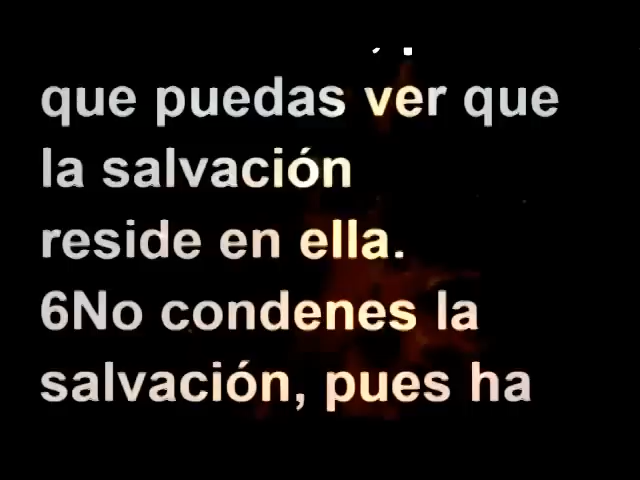 que puedas ver que
la salvación
reside en ella.
6No condenes la
salvación, pues ha